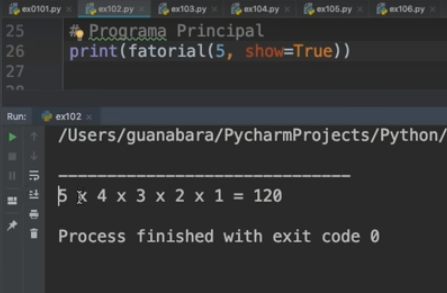 ex0101.py ex102.py ex103.py ex104.py ex105.py ex106.py
25 # Programa Principal
26 print(fatorial(5, show=True))
27
28
Run: ex102
/Users/guanabara/PycharmProjects/Python/
------------------------------
5 x 4 x 3 x 2 x 1 = 120
Process finished with exit code 0